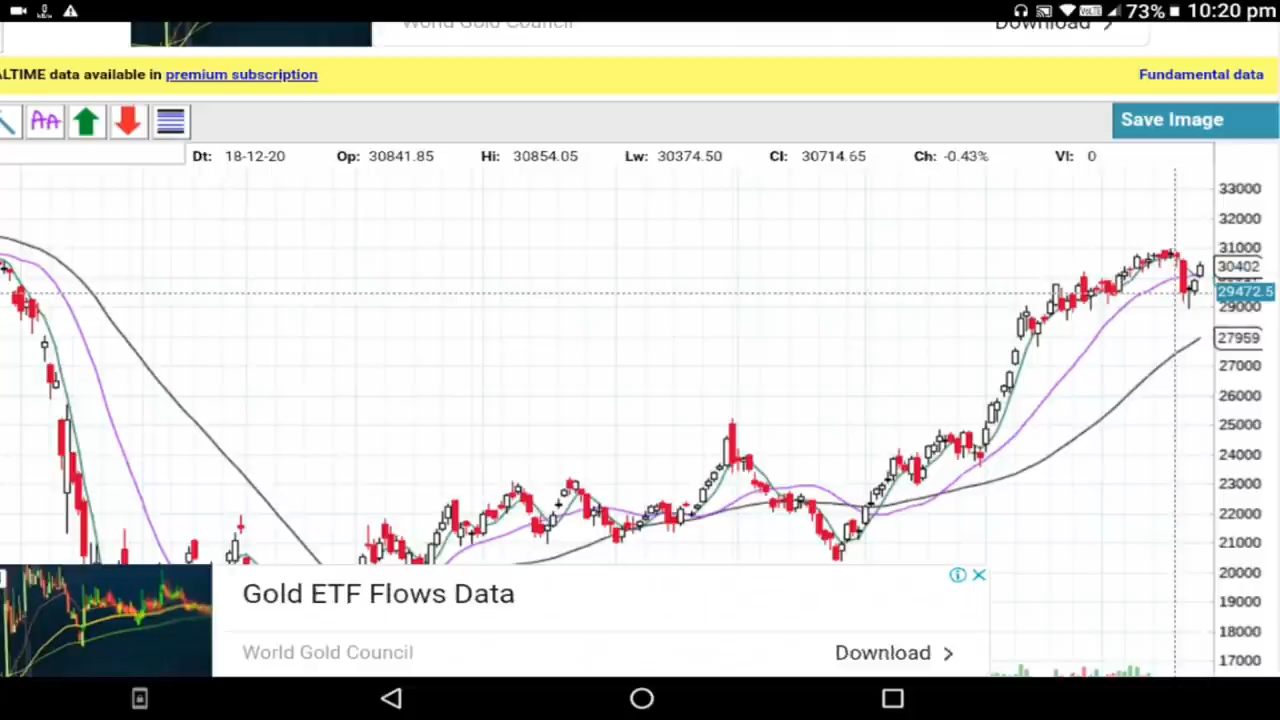 73% 10:20 pm
World Gold Council Download
ALTIME data available in premium subscription Fundamental data
AA Save Image
Dt: 18-12-20 Op: 30841.85 Hi: 30854.05 Lw: 30374.50 Cl: 30714.65 Ch: -0.43% Vl: 0
33000
32000
31000
30402
29472.5
29000
27959
27000
26000
25000
24000
23000
22000
21000
20000
19000
18000
17000
Gold ETF Flows Data
World Gold Council Download